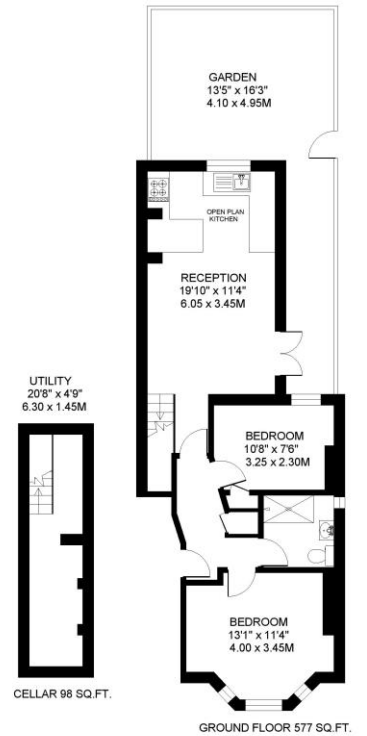 GARDEN
13'5" x 16'3"
4.10 x 4.95M
OPEN PLAN
KITCHEN
RECEPTION
19'10" x 11'4"
6.05 x 3.45M
UTILITY
20'8" x 4'9"
6.30 x 1.45M
BEDROOM
10'8" x 7'6"
3.25 x 2.30M
BEDROOM
13'1" x 11'4"
4.00 x 3.45M
CELLAR 98 SQ.FT.
GROUND FLOOR 577 SQ.FT.